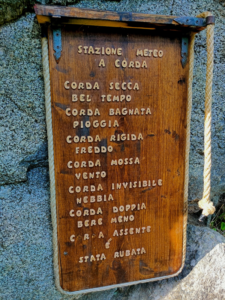 STAZIONE METEO
A CORDA
CORDA SECCA
BEL TEMPO
CORDA BAGNATA
PIOGGIA
CORDA RIGIDA
FREDDO
CORDA MOSSA
VENTO
CORDA INVISIBILE
NEBBIA
CORDA DOPPIA
BERE MENO
CORDA ASSENTE
É
STATA RUBATA